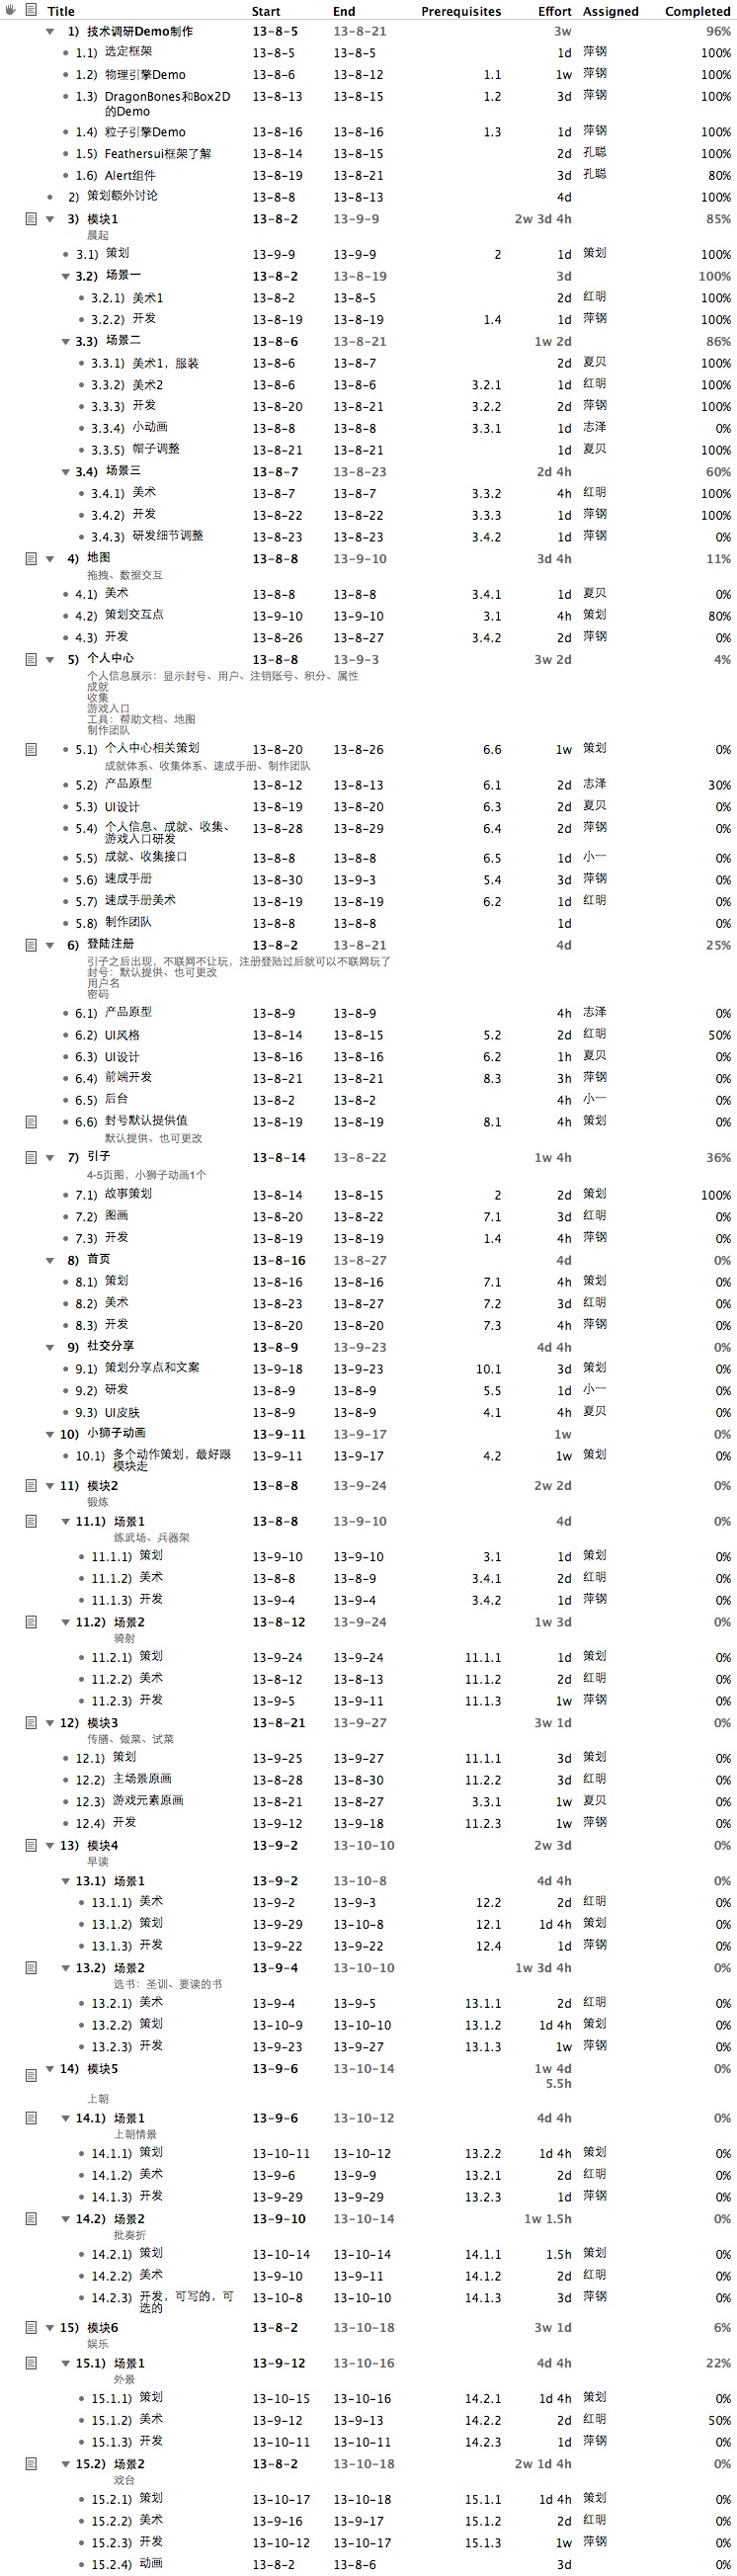 Title Start End Prerequisites Effort Assigned Completed
1) 技术调研Demo制作 13-8-5 13-8-21 3w 96%
1.1) 选定框架 13-8-5 13-8-5 1d 萍钢 100%
1.2) 物理引擎Demo 13-8-6 13-8-12 1.1 1w 萍钢 100%
1.3) DragonBones和Box2D 13-8-13 13-8-15 1.2 3d 萍钢 100%
的Demo
1.4) 粒子引擎Demo 13-8-16 13-8-16 1.3 1d 萍钢 100%
1.5) Feathersui框架了解 13-8-14 13-8-15 2d 孔聪 100%
1.6) Alert组件 13-8-19 13-8-21 3d 孔聪 80%
2) 策划额外讨论 13-8-8 13-8-13 4d 100%
3) 模块1 13-8-2 13-9-9 2w 3d 4h 85%
晨起
3.1) 策划 13-9-9 13-9-9 2 1d 策划 100%
3.2) 场景一 13-8-2 13-8-19 3d 100%
3.2.1) 美术1 13-8-2 13-8-5 2d 红明 100%
3.2.2) 开发 13-8-19 13-8-19 1.4 1d 萍钢 100%
3.3) 场景二 13-8-6 13-8-21 1w 2d 86%
3.3.1) 美术1，服装 13-8-6 13-8-7 2d 夏贝 100%
3.3.2) 美术2 13-8-6 13-8-6 3.2.1 1d 红明 100%
3.3.3) 开发 13-8-20 13-8-21 3.2.2 2d 萍钢 100%
3.3.4) 小动画 13-8-8 13-8-8 3.3.1 1d 志泽 0%
3.3.5) 帽子调整 13-8-21 13-8-21 1d 夏贝 100%
3.4) 场景三 13-8-7 13-8-23 2d 4h 60%
3.4.1) 美术 13-8-7 13-8-7 3.3.2 4h 红明 100%
3.4.2) 开发 13-8-22 13-8-22 3.3.3 1d 萍钢 100%
3.4.3) 研发细节调整 13-8-23 13-8-23 3.4.2 1d 萍钢 0%
4) 地图 13-8-8 13-9-10 3d 4h 11%
拖拽、数据交互
4.1) 美术 13-8-8 13-8-8 3.4.1 1d 夏贝 0%
4.2) 策划交互点 13-9-10 13-9-10 3.1 4h 策划 80%
4.3) 开发 13-8-26 13-8-27 3.4.2 2d 萍钢 0%
5) 个人中心 13-8-8 13-9-3 3w 2d 4%
个人信息展示：显示封号、用户、注销账号、积分、属性
成就
收集
游戏入口
工具：帮助文档、地图
制作团队
5.1) 个人中心相关策划 13-8-20 13-8-26 6.6 1w 策划 0%
成就体系、收集体系、速成手册、制作团队
5.2) 产品原型 13-8-12 13-8-13 6.1 2d 志泽 30%
5.3) UI设计 13-8-19 13-8-20 6.3 2d 夏贝 0%
5.4) 个人信息、成就、收集、 13-8-28 13-8-29 6.4 2d 萍钢 0%
游戏入口研发
5.5) 成就、收集接口 13-8-8 13-8-8 6.5 1d 小一 0%
5.6) 速成手册 13-8-30 13-9-3 5.4 3d 萍钢 0%
5.7) 速成手册美术 13-8-19 13-8-19 6.2 1d 红明 0%
5.8) 制作团队 13-8-8 13-8-8 1d 0%
6) 登陆注册 13-8-2 13-8-21 4d 25%
引子之后出现，不联网不让玩，注册登陆过后就可以不联网玩了
封号：默认提供、也可更改
用户名
密码
6.1) 产品原型 13-8-9 13-8-9 4h 志泽 0%
6.2) UI风格 13-8-14 13-8-15 5.2 2d 红明 50%
6.3) UI设计 13-8-16 13-8-16 6.2 1h 夏贝 0%
6.4) 前端开发 13-8-21 13-8-21 8.3 3h 萍钢 0%
6.5) 后台 13-8-2 13-8-2 4h 小一 0%
6.6) 封号默认提供值 13-8-19 13-8-19 8.1 4h 策划 0%
默认提供、也可更改
7) 引子 13-8-14 13-8-22 1w 4h 36%
4-5页图，小狮子动画1个
7.1) 故事策划 13-8-14 13-8-15 2 2d 策划 100%
7.2) 图画 13-8-20 13-8-22 7.1 3d 红明 0%
7.3) 开发 13-8-19 13-8-19 1.4 4h 萍钢 0%
8) 首页 13-8-16 13-8-27 4d 0%
8.1) 策划 13-8-16 13-8-16 7.1 4h 策划 0%
8.2) 美术 13-8-23 13-8-27 7.2 3d 红明 0%
8.3) 开发 13-8-20 13-8-20 7.3 4h 萍钢 0%
9) 社交分享 13-8-9 13-9-23 4d 4h 0%
9.1) 策划分享点和文案 13-9-18 13-9-23 10.1 3d 策划 0%
9.2) 研发 13-8-9 13-8-9 5.5 1d 小一 0%
9.3) UI皮肤 13-8-9 13-8-9 4.1 4h 夏贝 0%
10) 小狮子动画 13-9-11 13-9-17 1w 0%
10.1) 多个动作策划，最好跟 13-9-11 13-9-17 4.2 1w 策划 0%
模块走
11) 模块2 13-8-8 13-9-24 2w 2d 0%
锻炼
11.1) 场景1 13-8-8 13-9-10 4d 0%
练武场、兵器架
11.1.1) 策划 13-9-10 13-9-10 3.1 1d 策划 0%
11.1.2) 美术 13-8-8 13-8-9 3.4.1 2d 红明 0%
11.1.3) 开发 13-9-4 13-9-4 3.4.2 1d 萍钢 0%
11.2) 场景2 13-8-12 13-9-24 1w 3d 0%
骑射
11.2.1) 策划 13-9-24 13-9-24 11.1.1 1d 策划 0%
11.2.2) 美术 13-8-12 13-8-13 11.1.2 2d 红明 0%
11.2.3) 开发 13-9-5 13-9-11 11.1.3 1w 萍钢 0%
12) 模块3 13-8-21 13-9-27 3w 1d 0%
传膳、做菜、试菜
12.1) 策划 13-9-25 13-9-27 11.1.1 3d 策划 0%
12.2) 主场景原画 13-8-28 13-8-30 11.2.2 3d 红明 0%
12.3) 游戏元素原画 13-8-21 13-8-27 3.3.1 1w 夏贝 0%
12.4) 开发 13-9-12 13-9-18 11.2.3 1w 萍钢 0%
13) 模块4 13-9-2 13-10-10 2w 3d 0%
早读
13.1) 场景1 13-9-2 13-10-8 4d 4h 0%
13.1.1) 美术 13-9-2 13-9-3 12.2 2d 红明 0%
13.1.2) 策划 13-9-29 13-10-8 12.1 1d 4h 策划 0%
13.1.3) 开发 13-9-22 13-9-22 12.4 1d 萍钢 0%
13.2) 场景2 13-9-4 13-10-10 1w 3d 4h 0%
选书：圣训、要读的书
13.2.1) 美术 13-9-4 13-9-5 13.1.1 2d 红明 0%
13.2.2) 策划 13-10-9 13-10-10 13.1.2 1d 4h 策划 0%
13.2.3) 开发 13-9-23 13-9-27 13.1.3 1w 萍钢 0%
14) 模块5 13-9-6 13-10-14 1w 4d 0%
5.5h
上朝
14.1) 场景1 13-9-6 13-10-12 4d 4h 0%
上朝情景
14.1.1) 策划 13-10-11 13-10-12 13.2.2 1d 4h 策划 0%
14.1.2) 美术 13-9-6 13-9-9 13.2.1 2d 红明 0%
14.1.3) 开发 13-9-29 13-9-29 13.2.3 1d 萍钢 0%
14.2) 场景2 13-9-10 13-10-14 1w 1.5h 0%
批奏折
14.2.1) 策划 13-10-14 13-10-14 14.1.1 1.5h 策划 0%
14.2.2) 美术 13-9-10 13-9-11 14.1.2 2d 红明 0%
14.2.3) 开发，可写的，可 13-10-8 13-10-10 14.1.3 3d 萍钢 0%
选的
15) 模块6 13-8-2 13-10-18 3w 1d 6%
娱乐
15.1) 场景1 13-9-12 13-10-16 4d 4h 22%
外景
15.1.1) 策划 13-10-15 13-10-16 14.2.1 1d 4h 策划 0%
15.1.2) 美术 13-9-12 13-9-13 14.2.2 2d 红明 50%
15.1.3) 开发 13-10-11 13-10-11 14.2.3 1d 萍钢 0%
15.2) 场景2 13-8-2 13-10-18 2w 1d 4h 0%
戏台
15.2.1) 策划 13-10-17 13-10-18 15.1.1 1d 4h 策划 0%
15.2.2) 美术 13-9-16 13-9-17 15.1.2 2d 红明 0%
15.2.3) 开发 13-10-12 13-10-17 15.1.3 1w 萍钢 0%
15.2.4) 动画 13-8-2 13-8-6 3d 0%